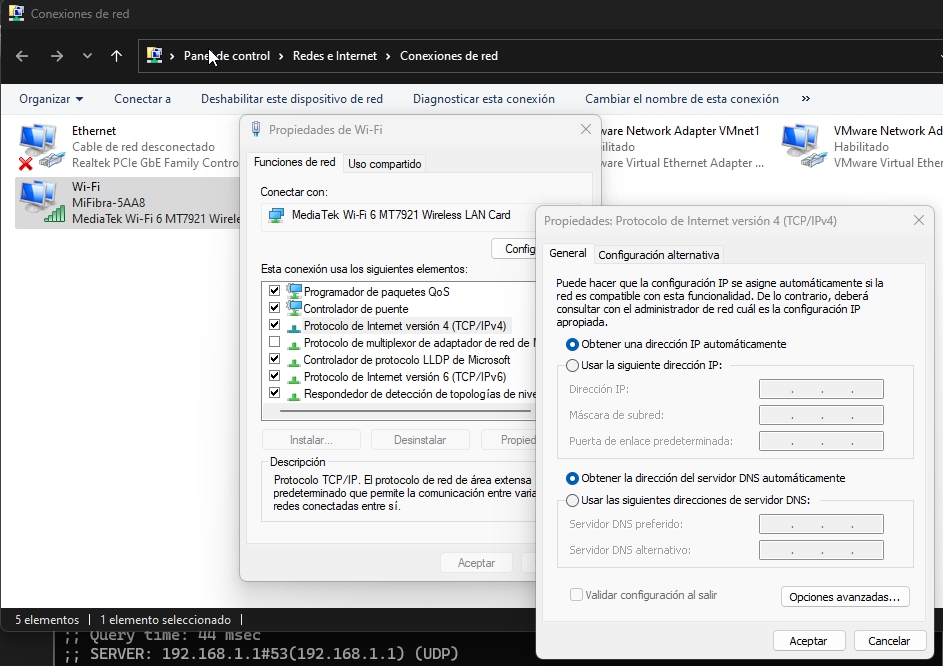 Conexiones de red
Panel de control > Redes e Internet > Conexiones de red
Organizar Conectar a Deshabilitar este dispositivo de red Diagnosticar esta conexión Cambiar el nombre de esta conexión »
Ethernet
Cable de red desconectado
Realtek PCIe GbE Family Contro
Wi-Fi
MiFibra-5AA8
MediaTek Wi-Fi 6 MT7921 Wirele
ware Network Adapter VMnet1
bilitado
ware Virtual Ethernet Adapter ...
VMware Network Ad
Habilitado
VMware Virtual Ether
Propiedades de Wi-Fi
Funciones de red Uso compartido
Conectar con:
MediaTek Wi-Fi 6 MT7921 Wireless LAN Card
Config
Esta conexión usa los siguientes elementos:
Programador de paquetes QoS
Controlador de puente
Protocolo de Internet versión 4 (TCP/IPv4)
Protocolo de multiplexor de adaptador de red de M
Controlador de protocolo LLDP de Microsoft
Protocolo de Internet versión 6 (TCP/IPv6)
Respondedor de detección de topologías de nive
Instalar... Desinstalar Propied
Descripción
Protocolo TCP/IP. El protocolo de red de área extensa
predeterminado que permite la comunicación entre varia
redes conectadas entre sí.
Aceptar
Propiedades: Protocolo de Internet versión 4 (TCP/IPv4)
General Configuración alternativa
Puede hacer que la configuración IP se asigne automáticamente si la
red es compatible con esta funcionalidad. De lo contrario, deberá
consultar con el administrador de red cuál es la configuración IP
apropiada.
Obtener una dirección IP automáticamente
Usar la siguiente dirección IP:
Dirección IP:
Máscara de subred:
Puerta de enlace predeterminada:
Obtener la dirección del servidor DNS automáticamente
Usar las siguientes direcciones de servidor DNS:
Servidor DNS preferido:
Servidor DNS alternativo:
Validar configuración al salir
Opciones avanzadas...
Aceptar Cancelar
5 elementos 1 elemento seleccionado
;; Query time: 44 msec
;; SERVER: 192.168.1.1#53(192.168.1.1) (UDP)